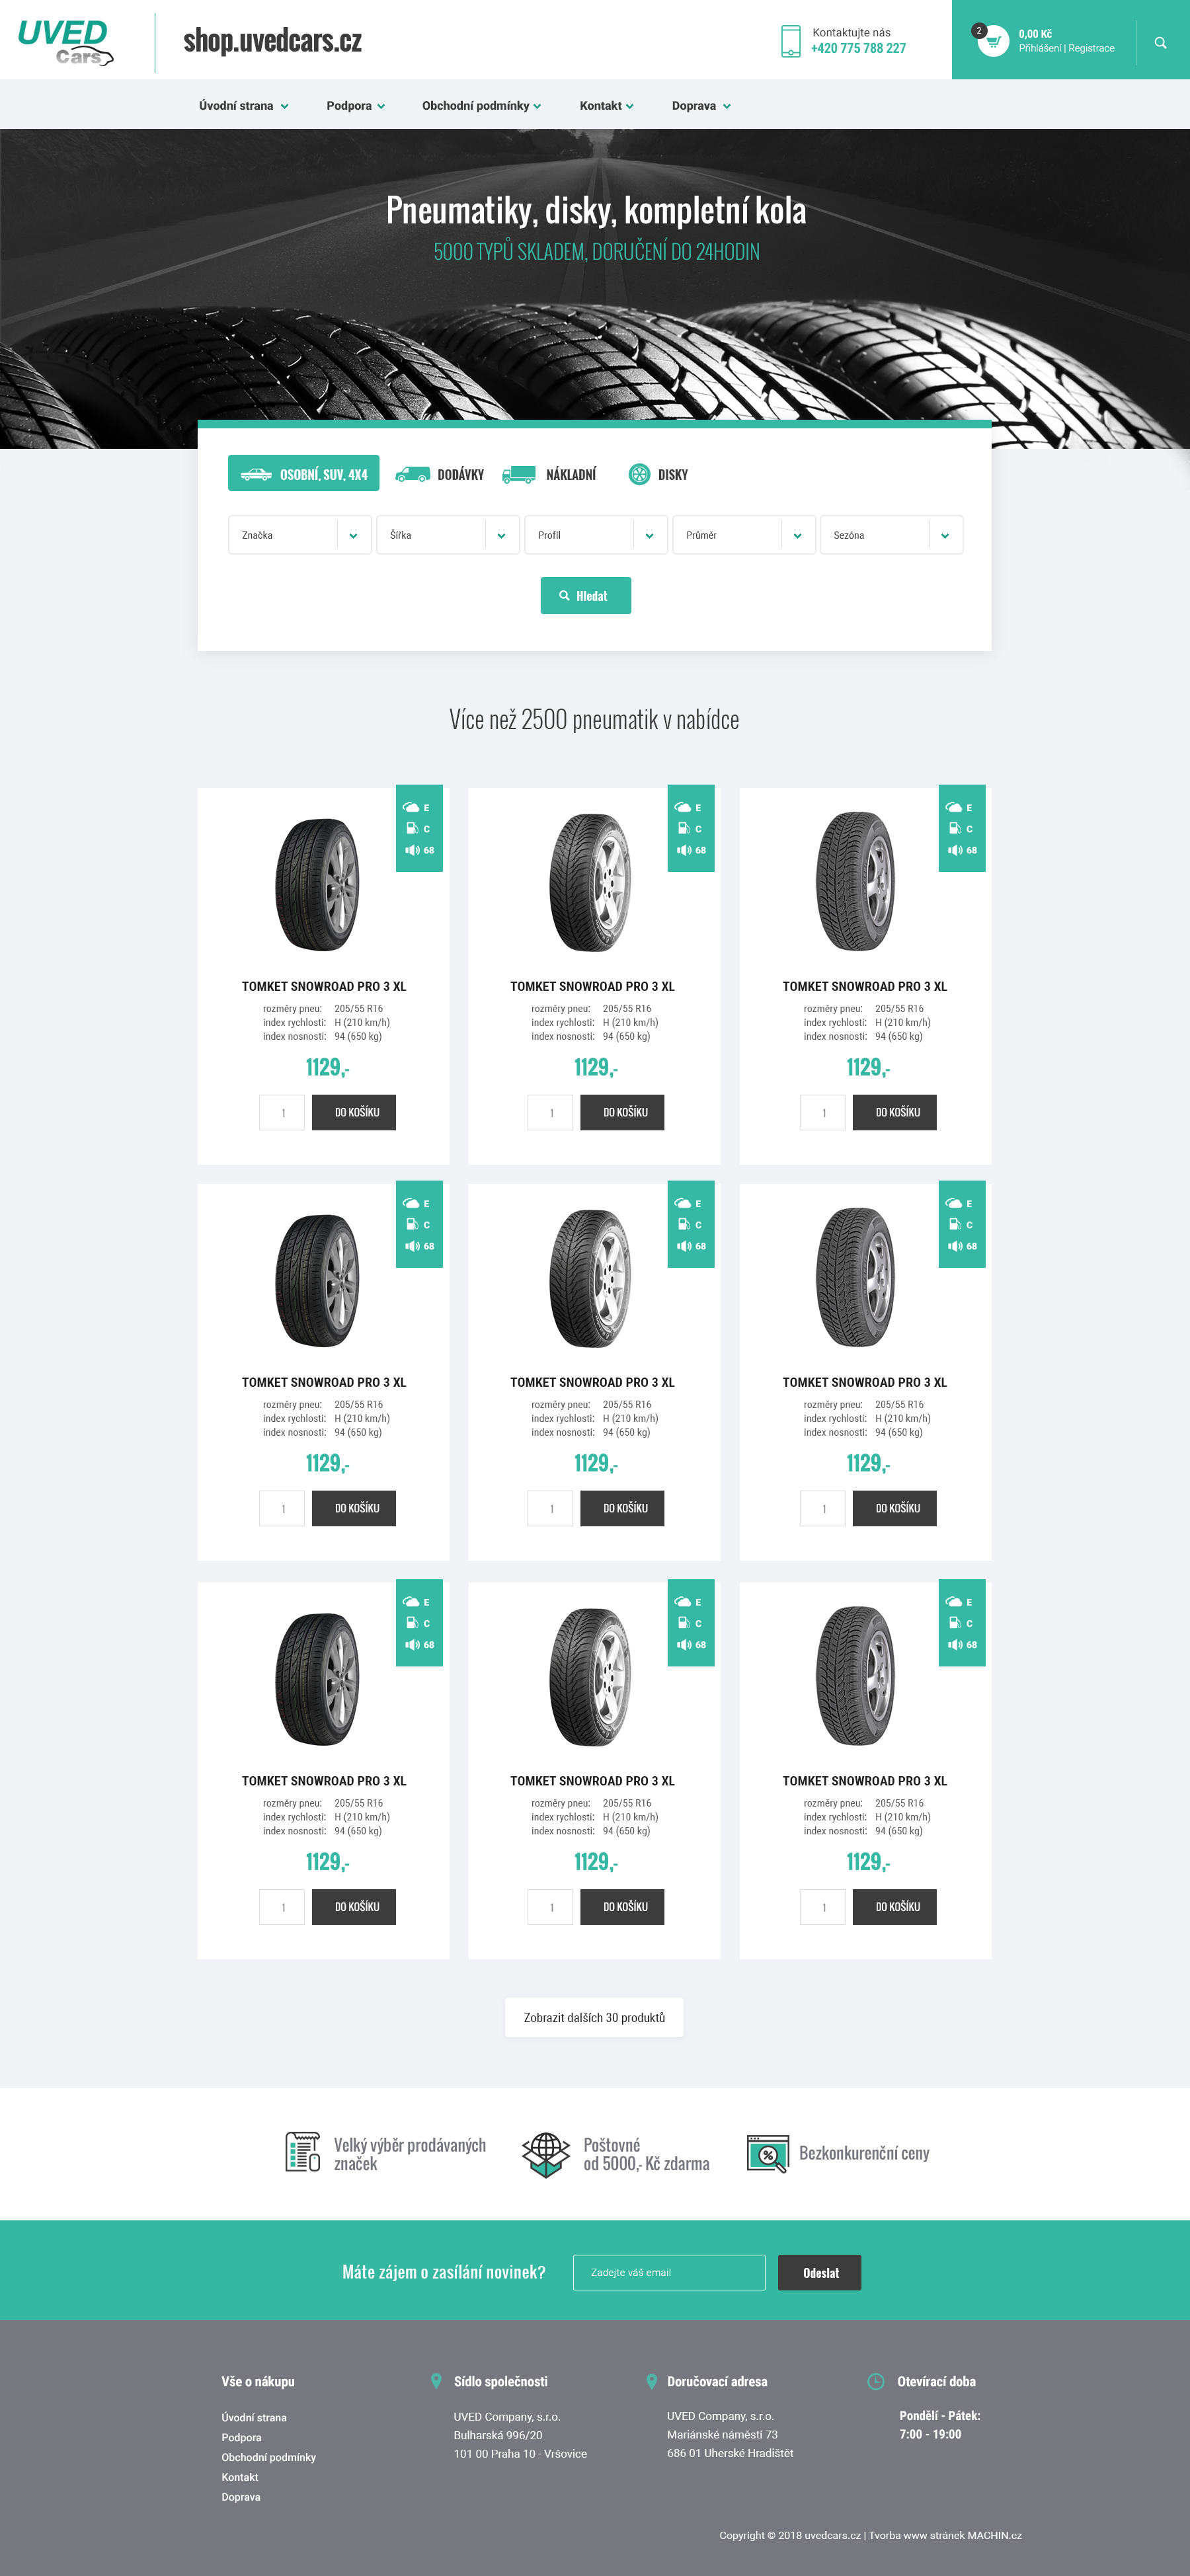 UVED
Cars
shop.uvedcars.cz
Kontaktujte nás
+420 775 788 227
2
0,00 Kč
Přihlášení | Registrace
Úvodní strana
Podpora
Obchodní podmínky
Kontakt
Doprava
Pneumatiky, disky, kompletní kola
5000 TYPŮ SKLADEM, DORUČENÍ DO 24HODIN
OSOBNÍ, SUV, 4X4
DODÁVKY
NÁKLADNÍ
DISKY
Značka
Šířka
Profil
Průměr
Sezóna
Hledat
Více než 2500 pneumatik v nabídce
E
C
68
TOMKET SNOWROAD PRO 3 XL
rozměry pneu: 205/55 R16
index rychlosti: H (210 km/h)
index nosnosti: 94 (650 kg)
1129,-
1
DO KOŠÍKU
E
C
68
TOMKET SNOWROAD PRO 3 XL
rozměry pneu: 205/55 R16
index rychlosti: H (210 km/h)
index nosnosti: 94 (650 kg)
1129,-
1
DO KOŠÍKU
E
C
68
TOMKET SNOWROAD PRO 3 XL
rozměry pneu: 205/55 R16
index rychlosti: H (210 km/h)
index nosnosti: 94 (650 kg)
1129,-
1
DO KOŠÍKU
E
C
68
TOMKET SNOWROAD PRO 3 XL
rozměry pneu: 205/55 R16
index rychlosti: H (210 km/h)
index nosnosti: 94 (650 kg)
1129,-
1
DO KOŠÍKU
E
C
68
TOMKET SNOWROAD PRO 3 XL
rozměry pneu: 205/55 R16
index rychlosti: H (210 km/h)
index nosnosti: 94 (650 kg)
1129,-
1
DO KOŠÍKU
E
C
68
TOMKET SNOWROAD PRO 3 XL
rozměry pneu: 205/55 R16
index rychlosti: H (210 km/h)
index nosnosti: 94 (650 kg)
1129,-
1
DO KOŠÍKU
E
C
68
TOMKET SNOWROAD PRO 3 XL
rozměry pneu: 205/55 R16
index rychlosti: H (210 km/h)
index nosnosti: 94 (650 kg)
1129,-
1
DO KOŠÍKU
E
C
68
TOMKET SNOWROAD PRO 3 XL
rozměry pneu: 205/55 R16
index rychlosti: H (210 km/h)
index nosnosti: 94 (650 kg)
1129,-
1
DO KOŠÍKU
E
C
68
TOMKET SNOWROAD PRO 3 XL
rozměry pneu: 205/55 R16
index rychlosti: H (210 km/h)
index nosnosti: 94 (650 kg)
1129,-
1
DO KOŠÍKU
Zobrazit dalších 30 produktů
Velký výběr prodávaných
značek
Poštovné
od 5000,- Kč zdarma
Bezkonkurenční ceny
Máte zájem o zasílání novinek?
Zadejte váš email
Odeslat
Vše o nákupu
Úvodní strana
Podpora
Obchodní podmínky
Kontakt
Doprava
Sídlo společnosti
UVED Company, s.r.o.
Bulharská 996/20
101 00 Praha 10 - Vršovice
Doručovací adresa
UVED Company, s.r.o.
Mariánské náměstí 73
686 01 Uherské Hradiště
Otevírací doba
Pondělí - Pátek:
7:00 - 19:00
Copyright © 2018 uvedcars.cz | Tvorba www stránek MACHIN.cz